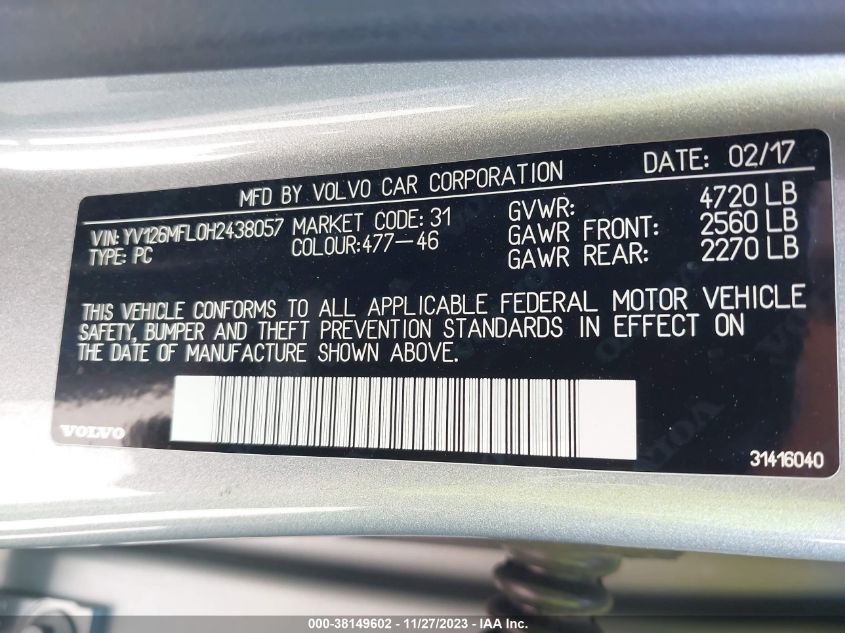 MFD BY VOLVO CAR CORPORATION DATE: 02/17
VIN: YV126MFL0H2438057 MARKET CODE: 31 GVWR: 4720 LB
TYPE: PC COLOUR:477-46 GAWR FRONT: 2560 LB
GAWR REAR: 2270 LB
THIS VEHICLE CONFORMS TO ALL APPLICABLE FEDERAL MOTOR VEHICLE
SAFETY, BUMPER AND THEFT PREVENTION STANDARDS IN EFFECT ON
THE DATE OF MANUFACTURE SHOWN ABOVE.
VOLVO
31416040
000-38149602 - 11/27/2023 - IAA Inc.